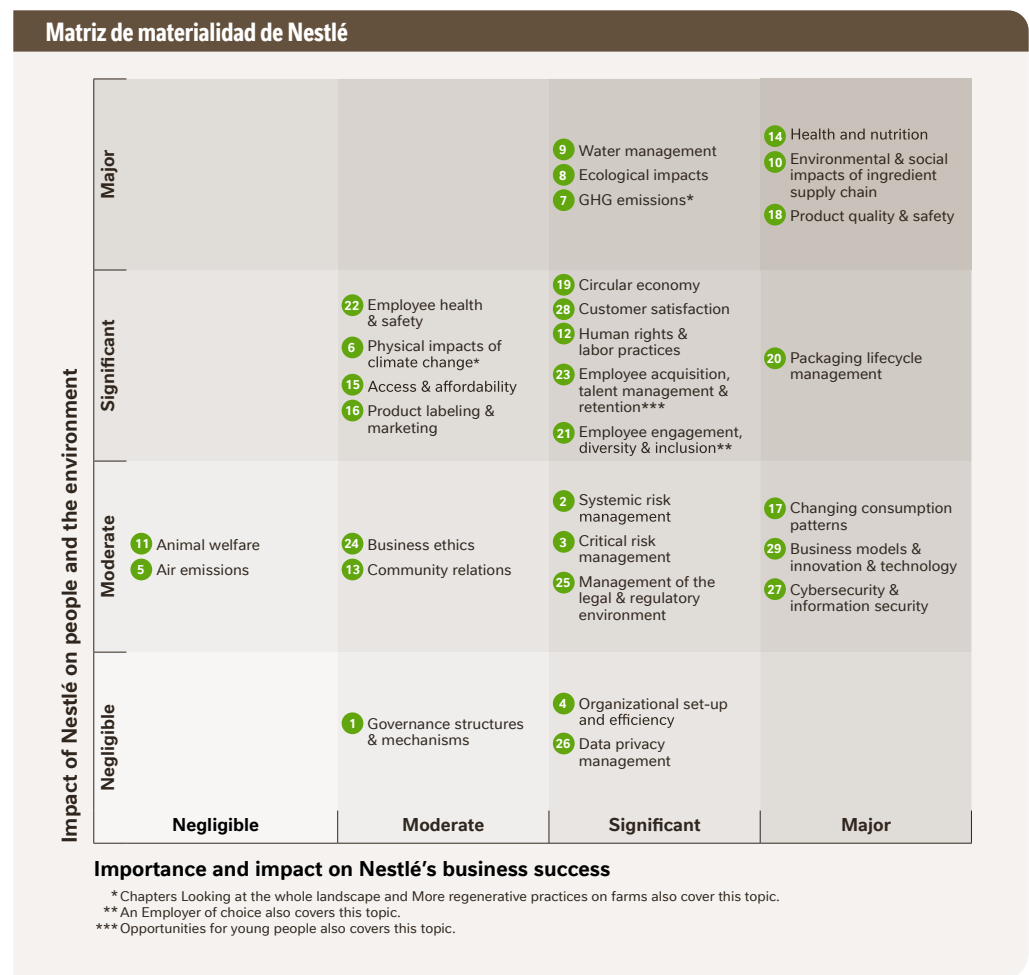 Matriz de materialidad de Nestlé
Impact of Nestlé on people and the environment
Major
9 Water management
8 Ecological impacts
7 GHG emissions*
14 Health and nutrition
10 Environmental & social
impacts of ingredient
supply chain
18 Product quality & safety
Significant
22 Employee health
& safety
6 Physical impacts of
climate change*
15 Access & affordability
16 Product labeling &
marketing
19 Circular economy
28 Customer satisfaction
12 Human rights &
labor practices
23 Employee acquisition,
talent management &
retention***
21 Employee engagement,
diversity & inclusion**
20 Packaging lifecycle
management
Moderate
11 Animal welfare
5 Air emissions
24 Business ethics
13 Community relations
2 Systemic risk
management
3 Critical risk
management
25 Management of the
legal & regulatory
environment
17 Changing consumption
patterns
29 Business models &
innovation & technology
27 Cybersecurity &
information security
Negligible
1 Governance structures
& mechanisms
4 Organizational set-up
and efficiency
26 Data privacy
management
Negligible Moderate Significant Major
Importance and impact on Nestlé’s business success
* Chapters Looking at the whole landscape and More regenerative practices on farms also cover this topic.
** An Employer of choice also covers this topic.
*** Opportunities for young people also covers this topic.